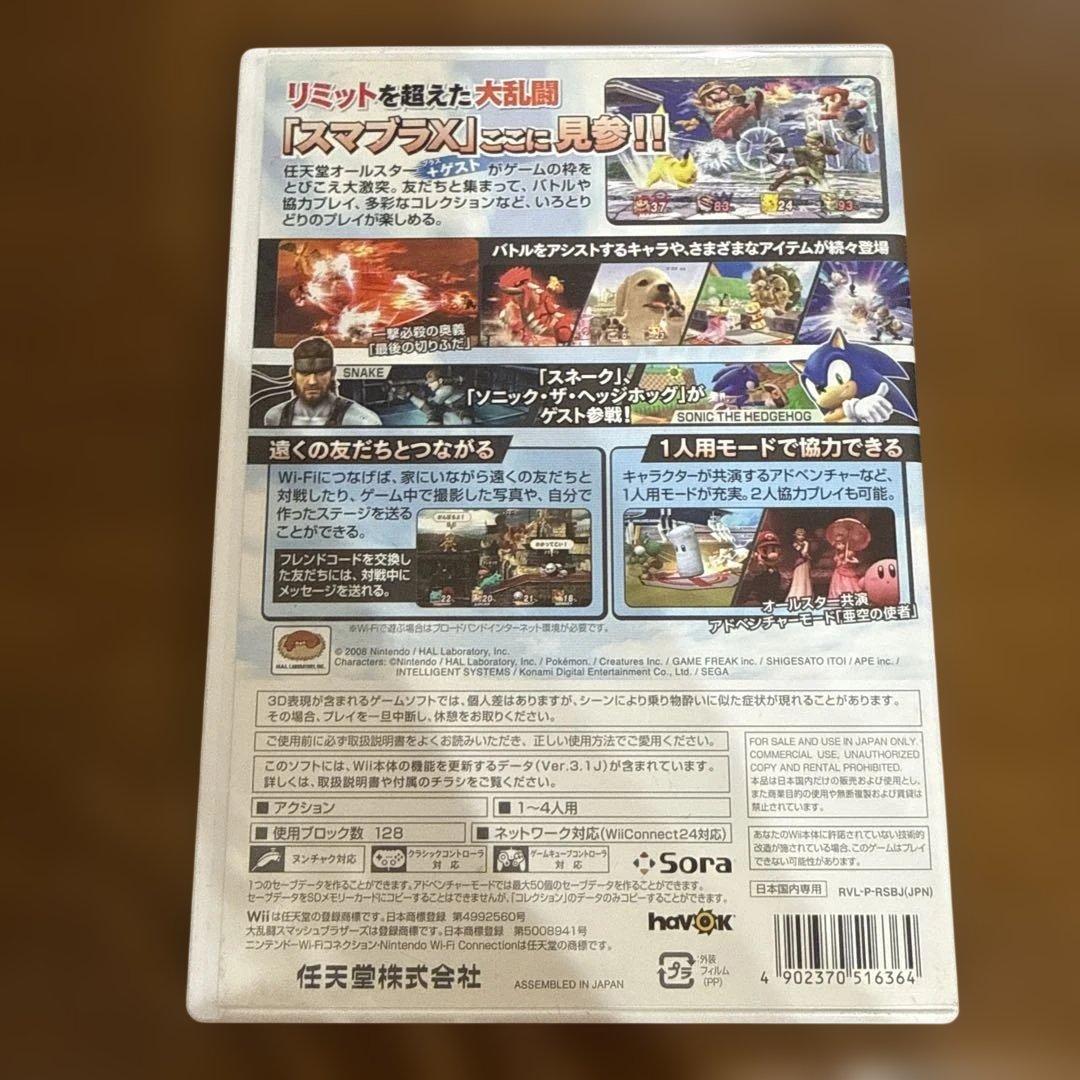 リミットを超えた大乱闘
「スマブラX」ここに見参!!
任天堂オールスター+ゲストがゲームの枠を
プラス
とびこえ大激突。友だちと集まって、バトルや
協力プレイ、多彩なコレクションなど、いろとり
どりのプレイが楽しめる。
37 83 24 93
バトルをアシストするキャラや、さまざまなアイテムが続々登場
一撃必殺の奥義
「最後の切りふだ」
SNAKE
「スネーク」、
「ソニック・ザ・ヘッジホッグ」が
ゲスト参戦!
SONIC THE HEDGEHOG
遠くの友だちとつながる
Wi-Fiにつなげば、家にいながら遠くの友だちと
対戦したり、ゲーム中で撮影した写真や、自分で
作ったステージを送る
ことができる。
がんばるよ!
かかってこい!
フレンドコードを交換し
た友だちには、対戦中に
メッセージを送れる。
22 20 21 18
※Wi-Fiで遊ぶ場合はブロードバンドインターネット環境が必要です。
1人用モードで協力できる
キャラクターが共演するアドベンチャーなど、
1人用モードが充実。2人協力プレイも可能。
オールスター共演
アドベンチャーモード「亜空の使者」
HAL LABORATORY, INC.
© 2008 Nintendo / HAL Laboratory, Inc.
Characters: ©Nintendo / HAL Laboratory, Inc. / Pokémon. / Creatures Inc. / GAME FREAK inc. / SHIGESATO ITOI / APE inc. /
INTELLIGENT SYSTEMS / Konami Digital Entertainment Co., Ltd. / SEGA
3D表現が含まれるゲームソフトでは、個人差はありますが、シーンにより乗り物酔いに似た症状が現れることがあります。
その場合、プレイを一旦中断し、休憩をお取りください。
ご使用前に必ず取扱説明書をよくお読みいただき、正しい使用方法でご愛用ください。
このソフトには、Wii本体の機能を更新するデータ(Ver.3.1J)が含まれています。
詳しくは、取扱説明書や付属のチラシをご覧ください。
■ アクション
■ 1〜4人用
■ 使用ブロック数 128
■ ネットワーク対応(WiiConnect24対応)
ヌンチャク対応
クラシックコントローラ
対応
ゲームキューブコントローラ
対応
Sora
FOR SALE AND USE IN JAPAN ONLY.
COMMERCIAL USE, UNAUTHORIZED
COPY AND RENTAL PROHIBITED.
本品は日本国内だけの販売および使用とし、
また商業目的の使用や無断複製および賃貸は
禁止されています。
あなたのWii本体に許諾されていない技術的
改造が施されている場合、このゲームはプレイ
できない可能性があります。
日本国内専用
RVL-P-RSBJ(JPN)
1つのセーブデータを作ることができます。アドベンチャーモードでは最大50個のセーブデータを作ることができます。
セーブデータをSDメモリーカードにコピーすることはできませんが、「コレクション」のデータのみコピーすることができます。
Wiiは任天堂の登録商標です。日本商標登録 第4992560号
大乱闘スマッシュブラザーズは登録商標です。日本商標登録 第5008941号
ニンテンドーWi-Fiコネクション・Nintendo Wi-Fi Connectionは任天堂の商標です。
havok
任天堂株式会社
ASSEMBLED IN JAPAN
プラ
外装
フィルム
(PP)
4 902370 516364